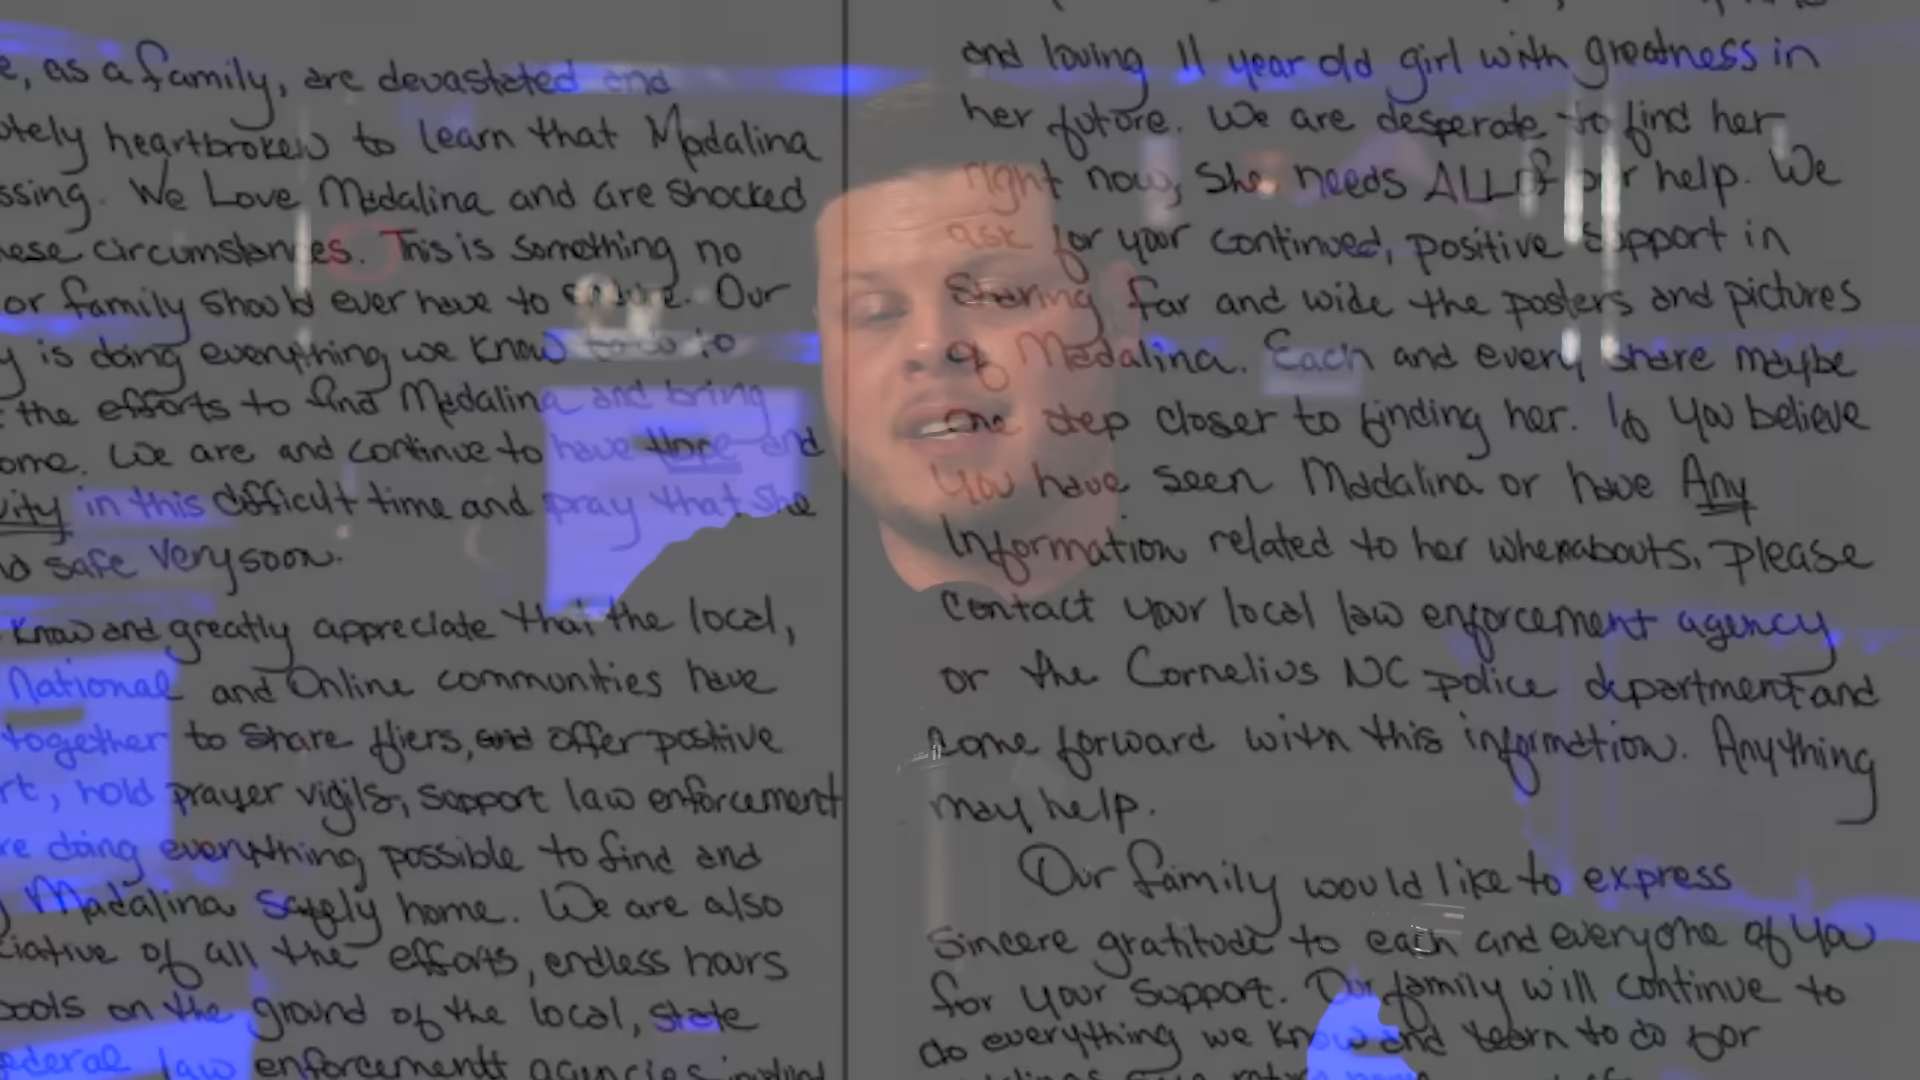 e, as a family, are devastated and
otely heartbroken to learn that Madalina
ssing. We Love Madalina and are shocked
hese circumstances. This is something no
or family should ever have to endure. Our
y is doing everything we know to do to
the efforts to find Madalina and bring
ome. We are and continue to have Hope and
vity in this difficult time and pray that she
d safe very soon.
know and greatly appreciate that the local,
National and Online communities have
together to share fliers, and offer positive
rt, hold prayer vigils, support law enforcement
re doing everything possible to find and
Madalina safely home. We are also
ciative of all the efforts, endless hours
ools on the ground of the local, state
ederal law enforcement agencies
and loving 11 year old girl with greatness in
her future. We are desperate to find her
right now, She needs ALL of our help. We
ask for your continued, positive support in
sharing far and wide the posters and pictures
of Madalina. Each and every share maybe
one step closer to finding her. If you believe
you have seen Madalina or have Any
Information related to her whereabouts, please
contact your local law enforcement agency
or the Cornelius NC police department and
come forward with this information. Anything
may help.
Our family would like to express
sincere gratitude to each and everyone of you
for your support. Our family will continue to
do everything we know and learn to do for